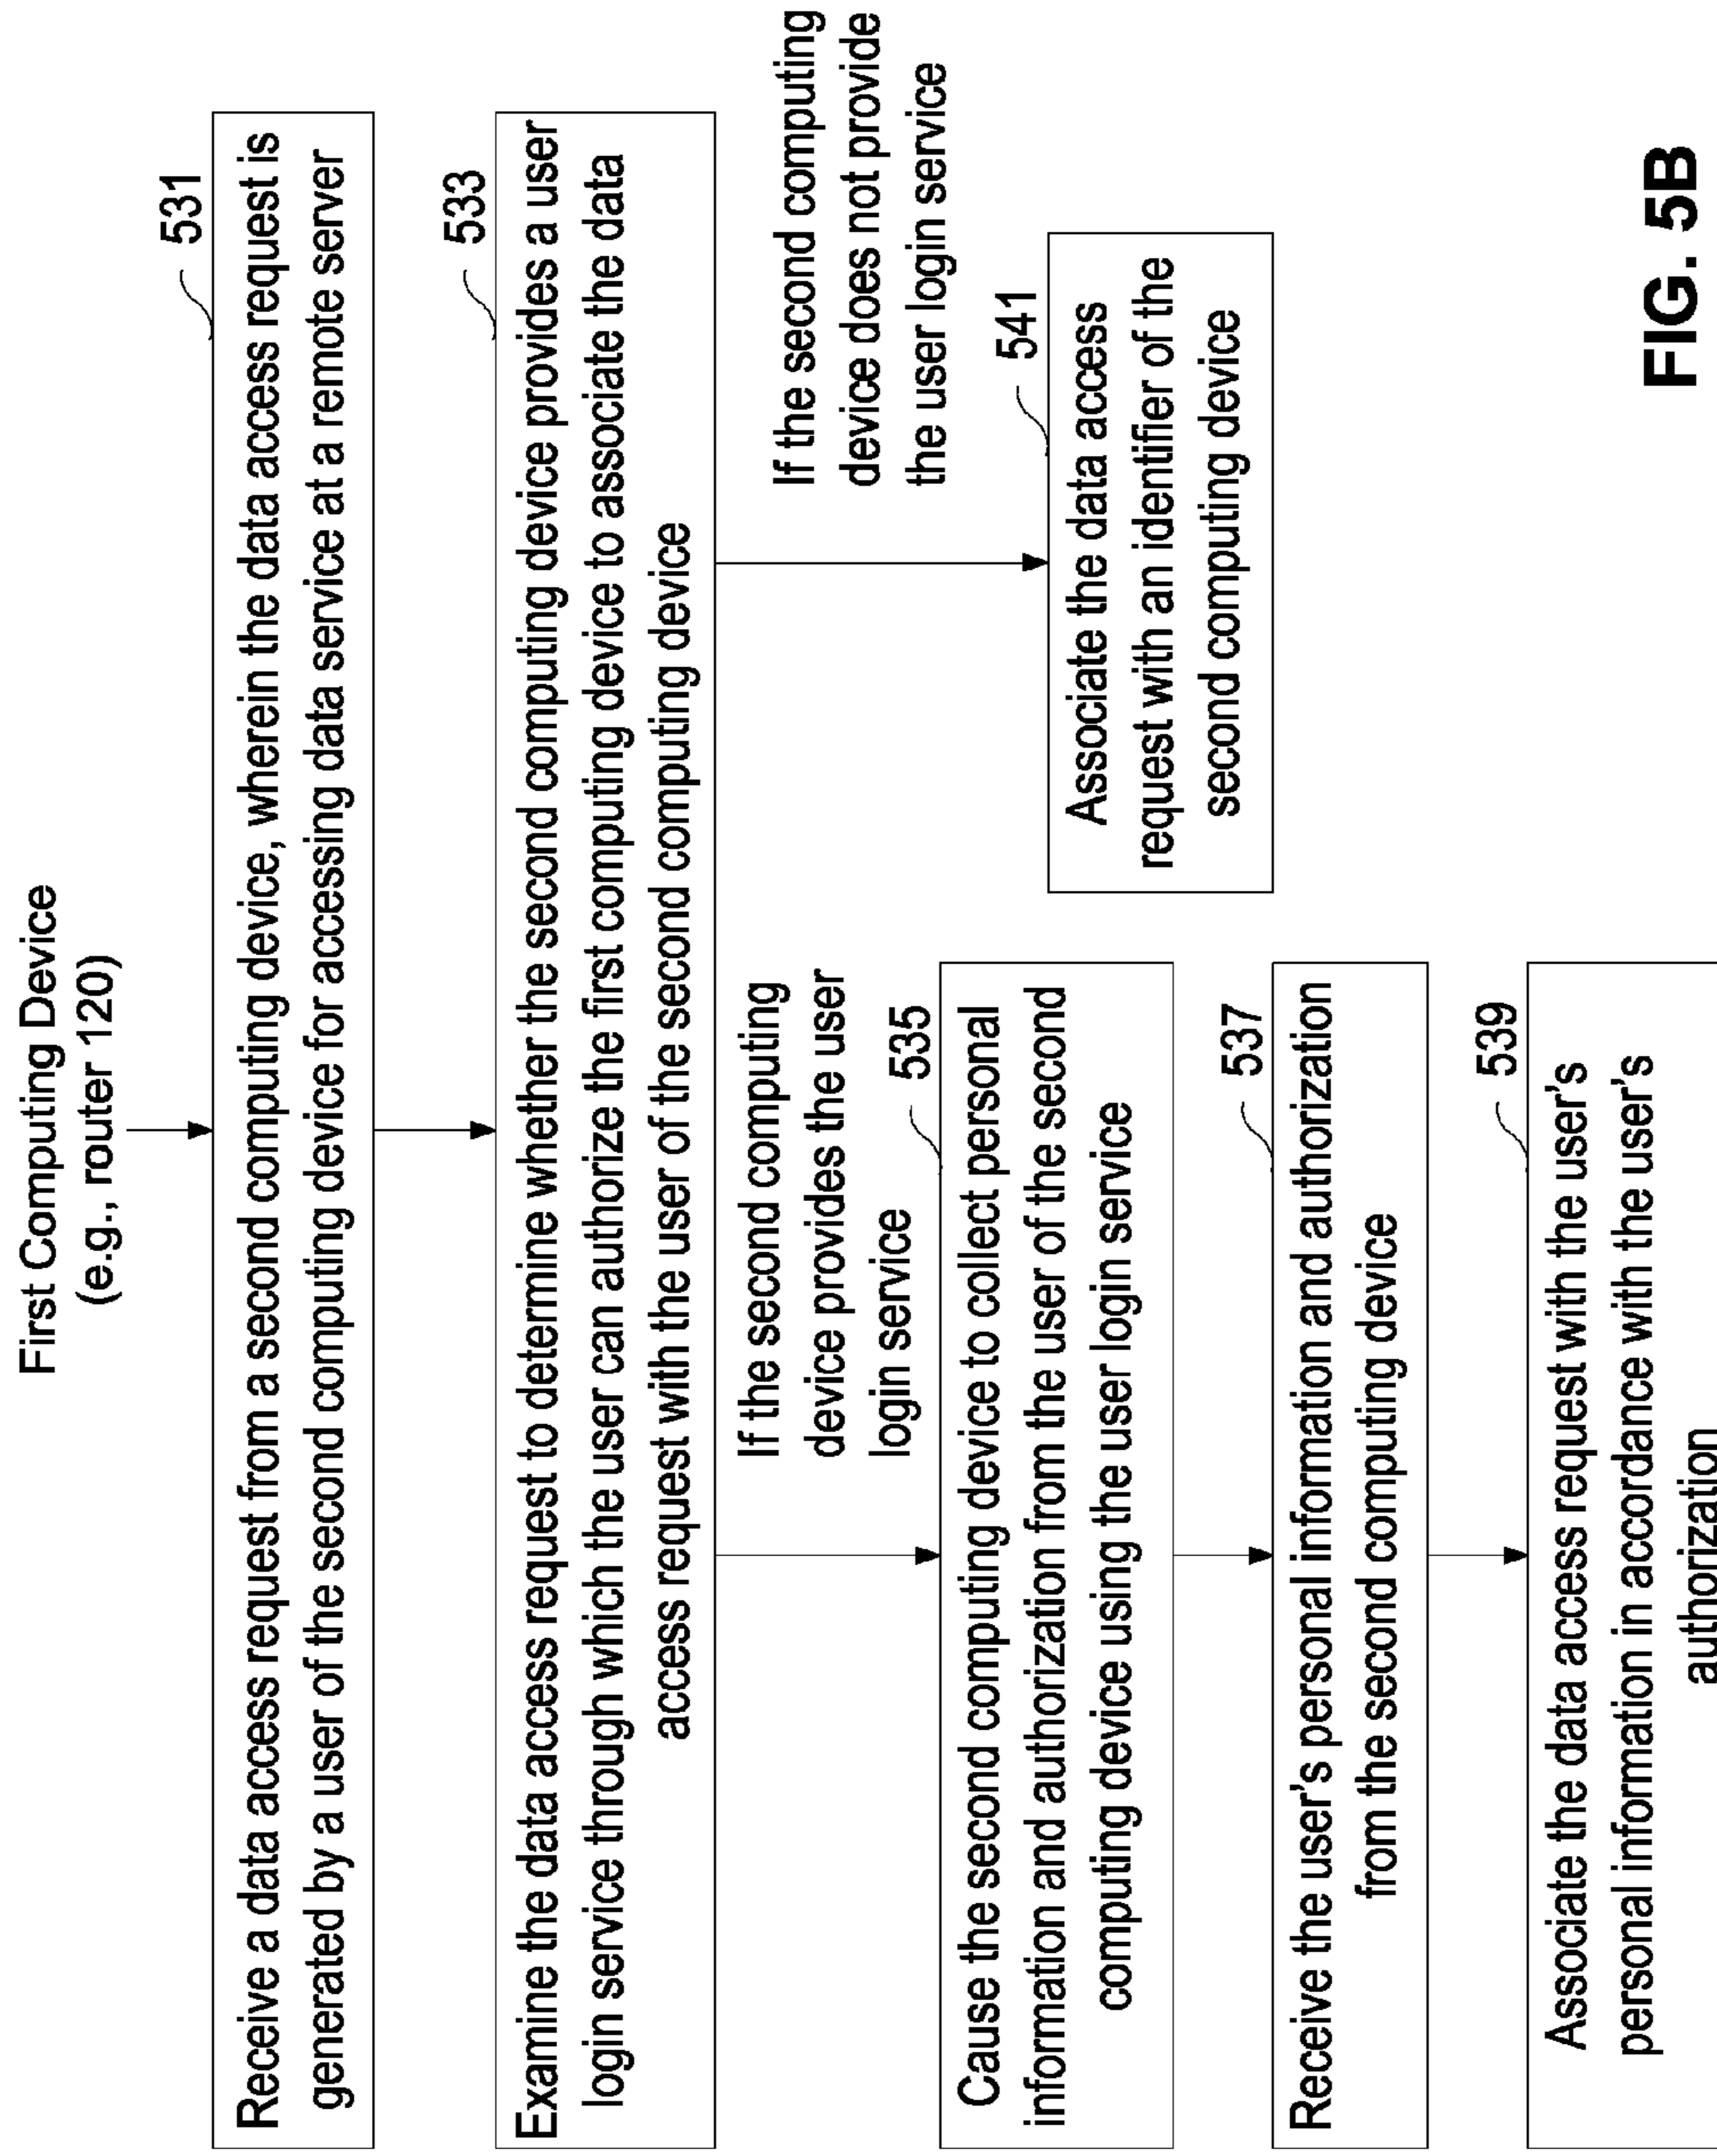 First Computing Device
(e.g., router 120)
531
Receive a data access request from a second computing device, wherein the data access request is
generated by a user of the second computing device for accessing data service at a remote server
533
Examine the data access request to determine whether the second computing device provides a user
login service through which the user can authorize the first computing device to associate the data
access request with the user of the second computing device
If the second computing
device provides the user
login service
535
Cause the second computing device to collect personal
information and authorization from the user of the second
computing device using the user login service
537
Receive the user's personal information and authorization
from the second computing device
539
Associate the data access request with the user's
personal information in accordance with the user's
authorization
If the second computing
device does not provide
the user login service
541
Associate the data access
request with an identifier of the
second computing device
FIG. 5B